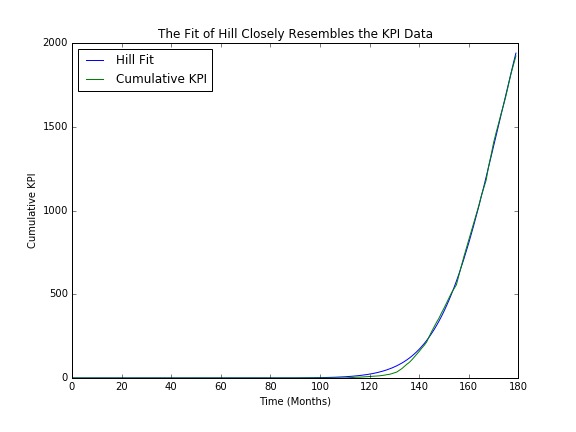 The Fit of Hill Closely Resembles the KPI Data
Hill Fit
Cumulative KPI
2000
1500
1000
500
0
Cumulative KPI
0 20 40 60 80 100 120 140 160 180
Time (Months)